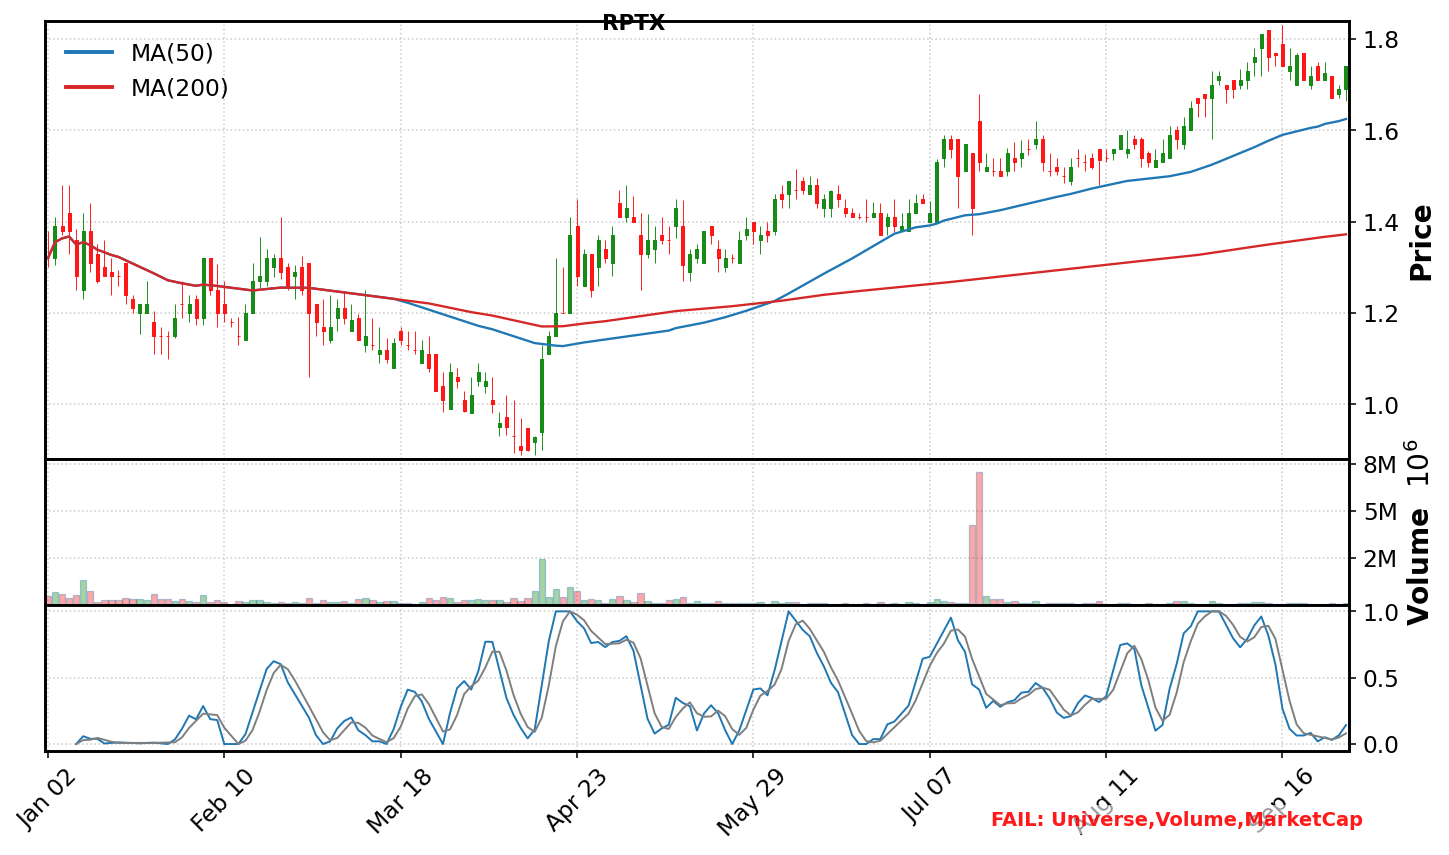 RPTX
MA(50)
MA(200)
1.8
1.6
1.4
1.2
1.0
Price
8M
5M
2M
Volume 10⁶
1.0
0.5
0.0
Jan 02
Feb 10
Mar 18
Apr 23
May 29
Jul 07
Aug 11
Sep 16
FAIL: Universe,Volume,MarketCap